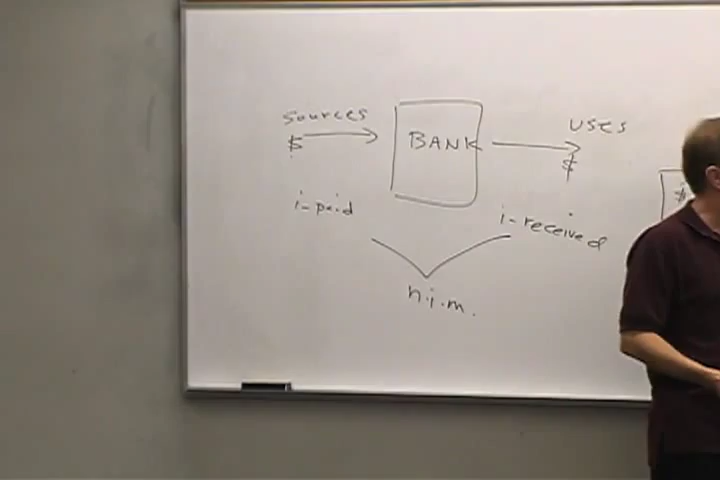 sources
$
BANK
uses
$
i-paid
i-received
n.i.m.
$